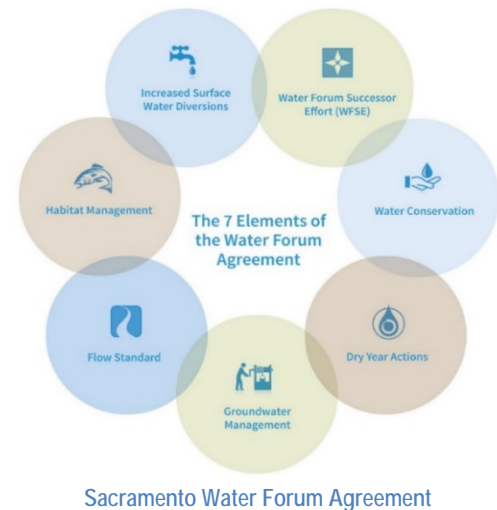 Increased Surface
Water Diversions
Water Forum Successor
Effort (WFSE)
Habitat Management
Water Conservation
The 7 Elements of
the Water Forum
Agreement
Flow Standard
Dry Year Actions
Groundwater
Management
Sacramento Water Forum Agreement